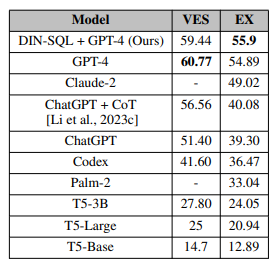 Model VES EX
DIN-SQL + GPT-4 (Ours) 59.44 55.9
GPT-4 60.77 54.89
Claude-2 - 49.02
ChatGPT + CoT 56.56 40.08
[Li et al., 2023c]
ChatGPT 51.40 39.30
Codex 41.60 36.47
Palm-2 - 33.04
T5-3B 27.80 24.05
T5-Large 25 20.94
T5-Base 14.7 12.89